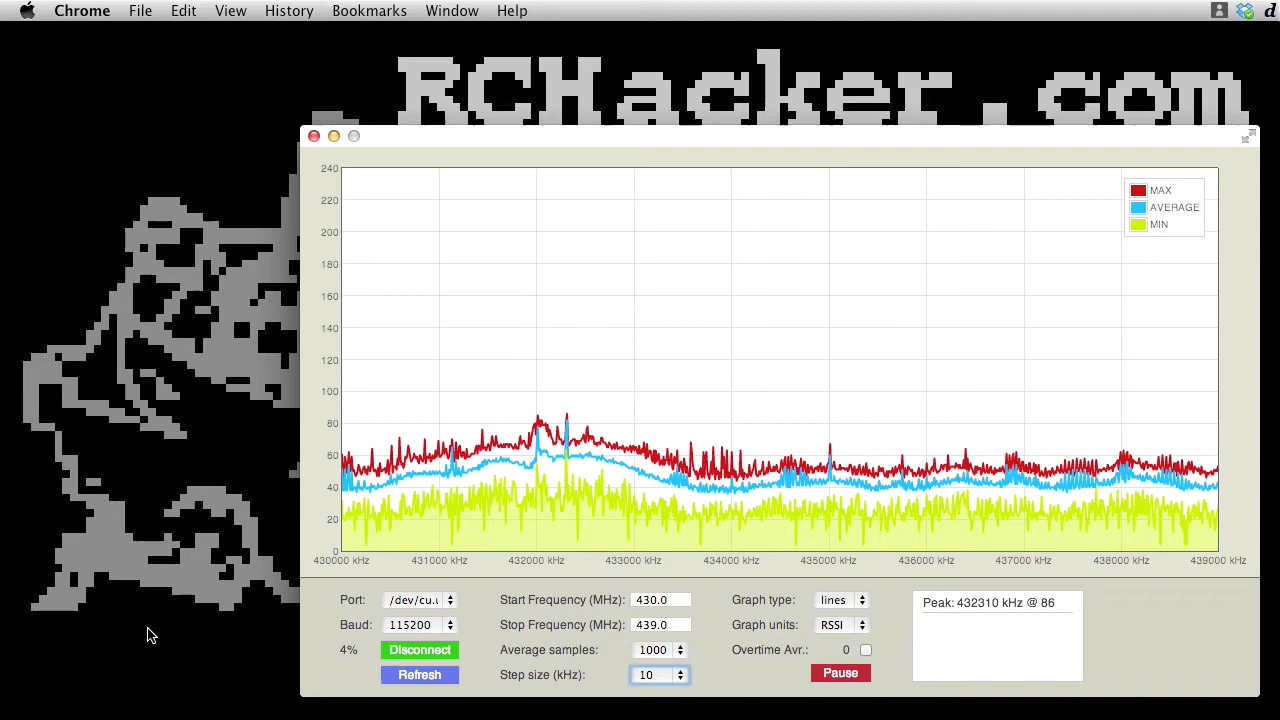 Chrome File Edit View History Bookmarks Window Help
RCHacker.com
240
220
200
180
160
140
120
100
80
60
40
20
0
MAX
AVERAGE
MIN
430000 kHz 431000 kHz 432000 kHz 433000 kHz 434000 kHz 435000 kHz 436000 kHz 437000 kHz 438000 kHz 439000 kHz
Port: /dev/cu.u Start Frequency (MHz): 430.0 Graph type: lines Peak: 432310 kHz @ 86
Baud: 115200 Stop Frequency (MHz): 439.0 Graph units: RSSI
4% Disconnect Average samples: 1000 Overtime Avr.: 0
Refresh Step size (kHz): 10 Pause